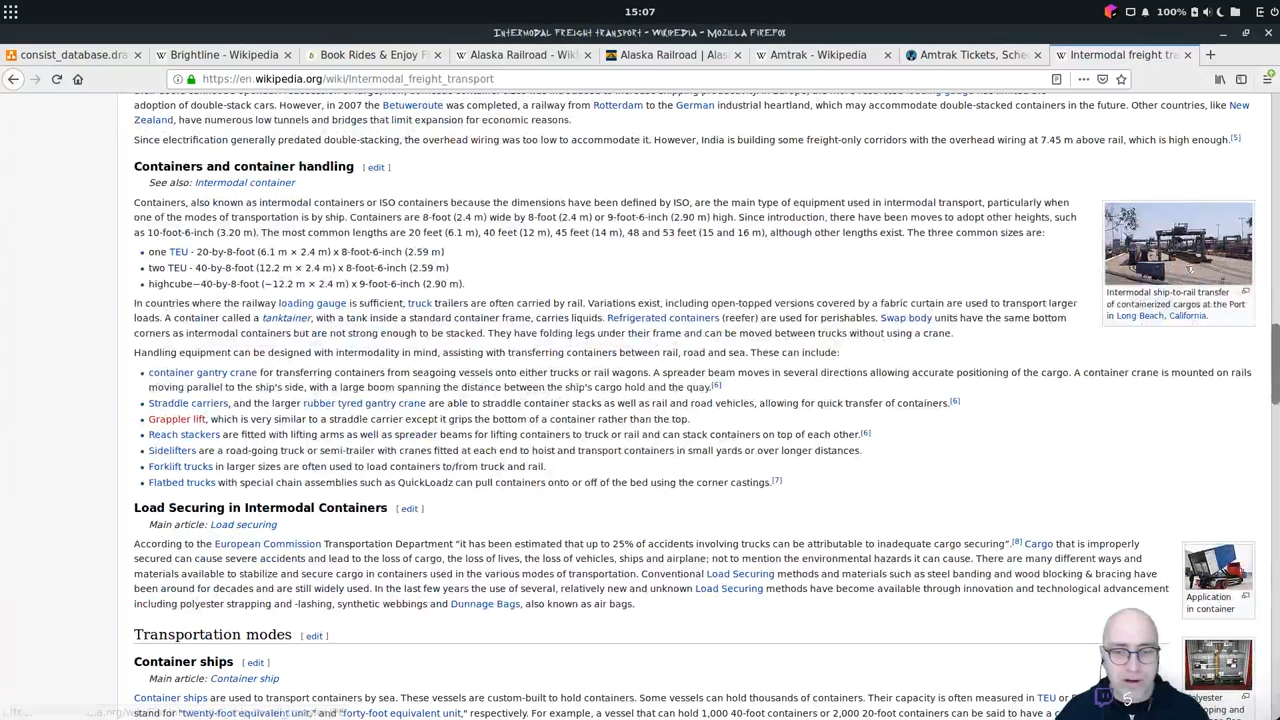 15:07
100%
Intermodal freight transport - Wikipedia - Mozilla Firefox
consist_database.dra
Brightline - Wikipedia
Book Rides & Enjoy F
Alaska Railroad - Wiki
Alaska Railroad | Alas
Amtrak - Wikipedia
Amtrak Tickets, Sche
Intermodal freight tra
https://en.wikipedia.org/wiki/Intermodal_freight_transport
adoption of double-stack cars. However, in 2007 the Betuweroute was completed, a railway from Rotterdam to the German industrial heartland, which may accommodate double-stacked containers in the future. Other countries, like New
Zealand, have numerous low tunnels and bridges that limit expansion for economic reasons.
Since electrification generally predated double-stacking, the overhead wiring was too low to accommodate it. However, India is building some freight-only corridors with the overhead wiring at 7.45 m above rail, which is high enough.[5]
Containers and container handling [ edit ]
See also: Intermodal container
Containers, also known as intermodal containers or ISO containers because the dimensions have been defined by ISO, are the main type of equipment used in intermodal transport, particularly when
one of the modes of transportation is by ship. Containers are 8-foot (2.4 m) wide by 8-foot (2.4 m) or 9-foot-6-inch (2.90 m) high. Since introduction, there have been moves to adopt other heights, such
as 10-foot-6-inch (3.20 m). The most common lengths are 20 feet (6.1 m), 40 feet (12 m), 45 feet (14 m), 48 and 53 feet (15 and 16 m), although other lengths exist. The three common sizes are:
• one TEU - 20-by-8-foot (6.1 m × 2.4 m) x 8-foot-6-inch (2.59 m)
• two TEU - 40-by-8-foot (12.2 m × 2.4 m) x 8-foot-6-inch (2.59 m)
• highcube−40-by-8-foot (~12.2 m × 2.4 m) x 9-foot-6-inch (2.90 m).
Intermodal ship-to-rail transfer
of containerized cargos at the Port
in Long Beach, California.
In countries where the railway loading gauge is sufficient, truck trailers are often carried by rail. Variations exist, including open-topped versions covered by a fabric curtain are used to transport larger
loads. A container called a tanktainer, with a tank inside a standard container frame, carries liquids. Refrigerated containers (reefer) are used for perishables. Swap body units have the same bottom
corners as intermodal containers but are not strong enough to be stacked. They have folding legs under their frame and can be moved between trucks without using a crane.
Handling equipment can be designed with intermodality in mind, assisting with transferring containers between rail, road and sea. These can include:
• container gantry crane for transferring containers from seagoing vessels onto either trucks or rail wagons. A spreader beam moves in several directions allowing accurate positioning of the cargo. A container crane is mounted on rails
moving parallel to the ship's side, with a large boom spanning the distance between the ship's cargo hold and the quay.[6]
• Straddle carriers, and the larger rubber tyred gantry crane are able to straddle container stacks as well as rail and road vehicles, allowing for quick transfer of containers.[6]
• Grappler lift, which is very similar to a straddle carrier except it grips the bottom of a container rather than the top.
• Reach stackers are fitted with lifting arms as well as spreader beams for lifting containers to truck or rail and can stack containers on top of each other.[6]
• Sidelifters are a road-going truck or semi-trailer with cranes fitted at each end to hoist and transport containers in small yards or over longer distances.
• Forklift trucks in larger sizes are often used to load containers to/from truck and rail.
• Flatbed trucks with special chain assemblies such as QuickLoadz can pull containers onto or off of the bed using the corner castings.[7]
Load Securing in Intermodal Containers [ edit ]
Main article: Load securing
According to the European Commission Transportation Department "it has been estimated that up to 25% of accidents involving trucks can be attributable to inadequate cargo securing".[8] Cargo that is improperly
secured can cause severe accidents and lead to the loss of cargo, the loss of lives, the loss of vehicles, ships and airplane; not to mention the environmental hazards it can cause. There are many different ways and
materials available to stabilize and secure cargo in containers used in the various modes of transportation. Conventional Load Securing methods and materials such as steel banding and wood blocking & bracing have
been around for decades and are still widely used. In the last few years the use of several, relatively new and unknown Load Securing methods have become available through innovation and technological advancement
including polyester strapping and -lashing, synthetic webbings and Dunnage Bags, also known as air bags.
Application
in container
Transportation modes [ edit ]
Container ships [ edit ]
Main article: Container ship
Container ships are used to transport containers by sea. These vessels are custom-built to hold containers. Some vessels can hold thousands of containers. Their capacity is often measured in TEU or
stand for "twenty-foot equivalent unit," and "forty-foot equivalent unit," respectively. For example, a vessel that can hold 1,000 40-foot containers or 2,000 20-foot containers can be said to have a